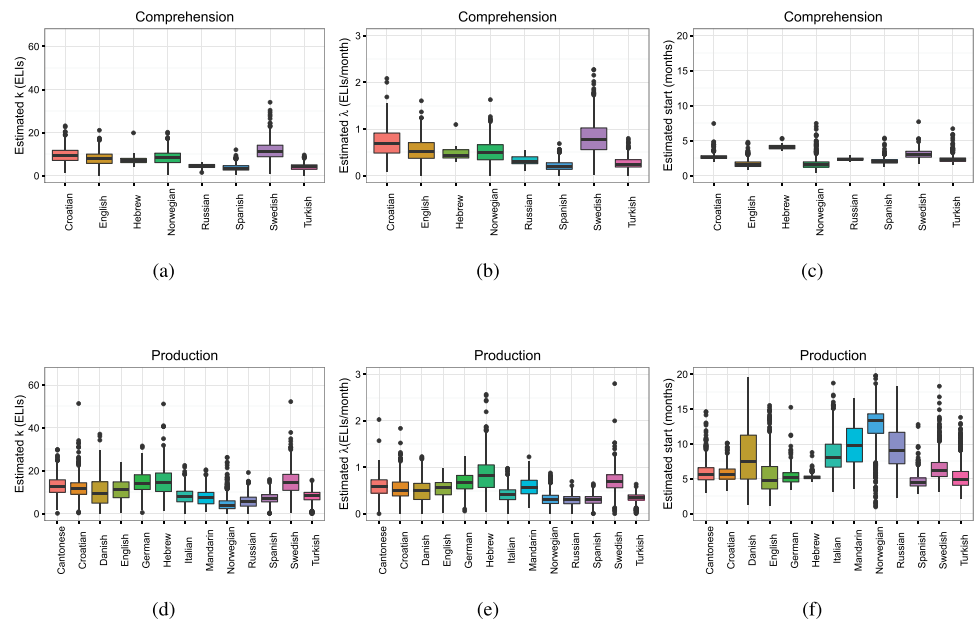 Comprehension
Estimated k (ELIs)
60
40
20
0
Croatian
English
Hebrew
Norwegian
Russian
Spanish
Swedish
Turkish
(a)
Comprehension
Estimated λ (ELIs/month)
3
2
1
0
Croatian
English
Hebrew
Norwegian
Russian
Spanish
Swedish
Turkish
(b)
Comprehension
Estimated start (months)
20
15
10
5
0
Croatian
English
Hebrew
Norwegian
Russian
Spanish
Swedish
Turkish
(c)
Production
Estimated k (ELIs)
60
40
20
0
Cantonese
Croatian
Danish
English
German
Hebrew
Italian
Mandarin
Norwegian
Russian
Spanish
Swedish
Turkish
(d)
Production
Estimated λ(ELIs/month)
3
2
1
0
Cantonese
Croatian
Danish
English
German
Hebrew
Italian
Mandarin
Norwegian
Russian
Spanish
Swedish
Turkish
(e)
Production
Estimated start (months)
20
15
10
5
0
Cantonese
Croatian
Danish
English
German
Hebrew
Italian
Mandarin
Norwegian
Russian
Spanish
Swedish
Turkish
(f)